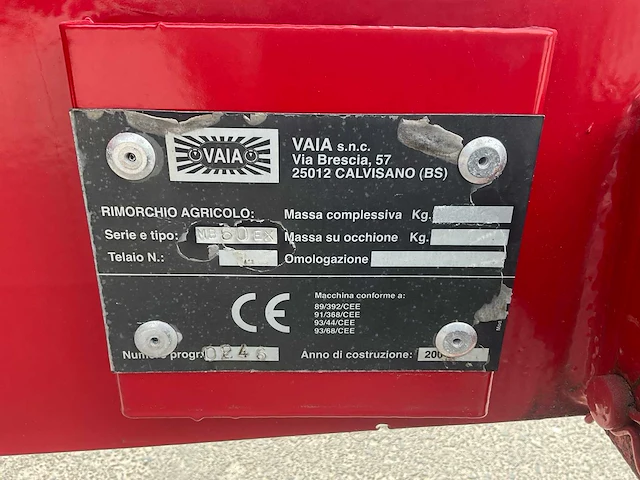 VAIA
VAIA s.n.c.
Via Brescia, 57
25012 CALVISANO (BS)
RIMORCHIO AGRICOLO:
Massa complessiva Kg.
Serie e tipo: EX
Massa su occhione Kg.
Telaio N.:
Omologazione
CE
Macchina conforme a:
89/392/CEE
91/368/CEE
93/44/CEE
93/68/CEE
Numero progr. 0246
Anno di costruzione: